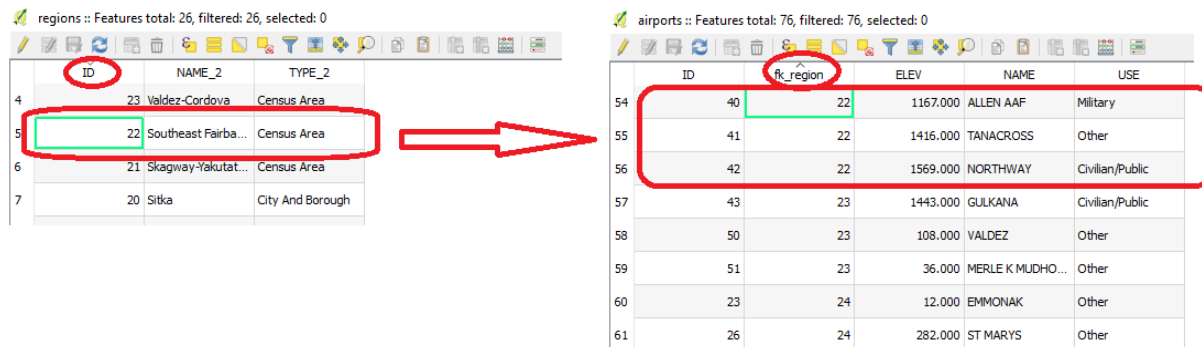 regions :: Features total: 26, filtered: 26, selected: 0
ID NAME_2 TYPE_2
4 23 Valdez-Cordova Census Area
5 22 Southeast Fairba... Census Area
6 21 Skagway-Yakutat... Census Area
7 20 Sitka City And Borough
airports :: Features total: 76, filtered: 76, selected: 0
ID fk_region ELEV NAME USE
54 40 22 1167.000 ALLEN AAF Military
55 41 22 1416.000 TANACROSS Other
56 42 22 1569.000 NORTHWAY Civilian/Public
57 43 23 1443.000 GULKANA Civilian/Public
58 50 23 108.000 VALDEZ Other
59 51 23 36.000 MERLE K MUDHO... Other
60 23 24 12.000 EMMONAK Other
61 26 24 282.000 ST MARYS Other